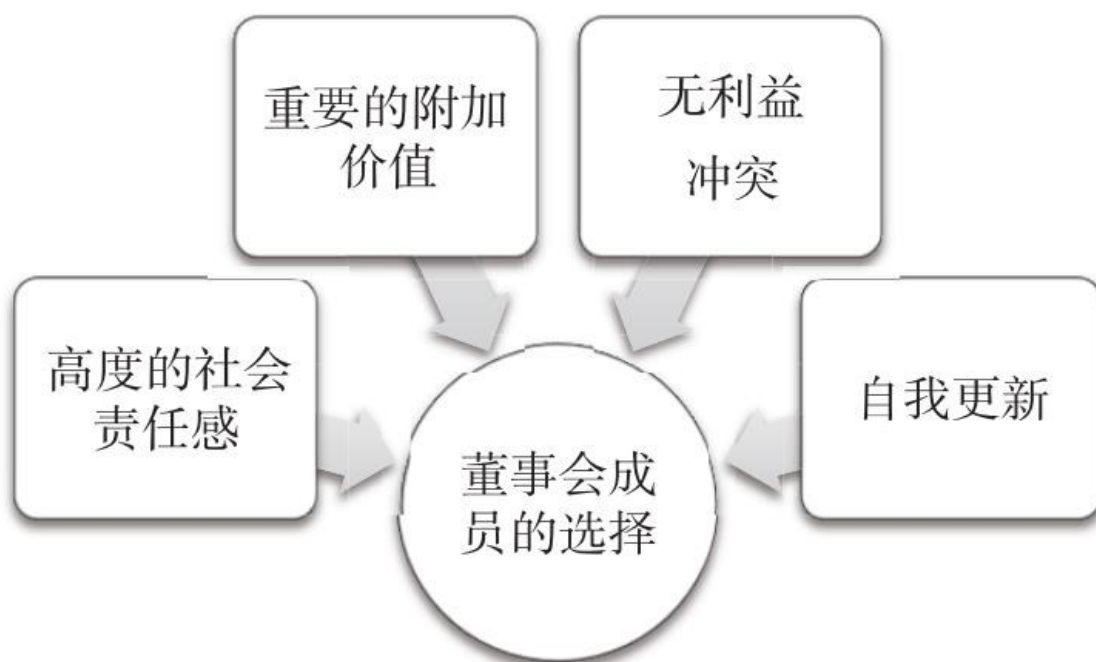 重要的附加
价值
无利益
冲突
高度的社会
责任感
自我更新
董事会成
员的选择